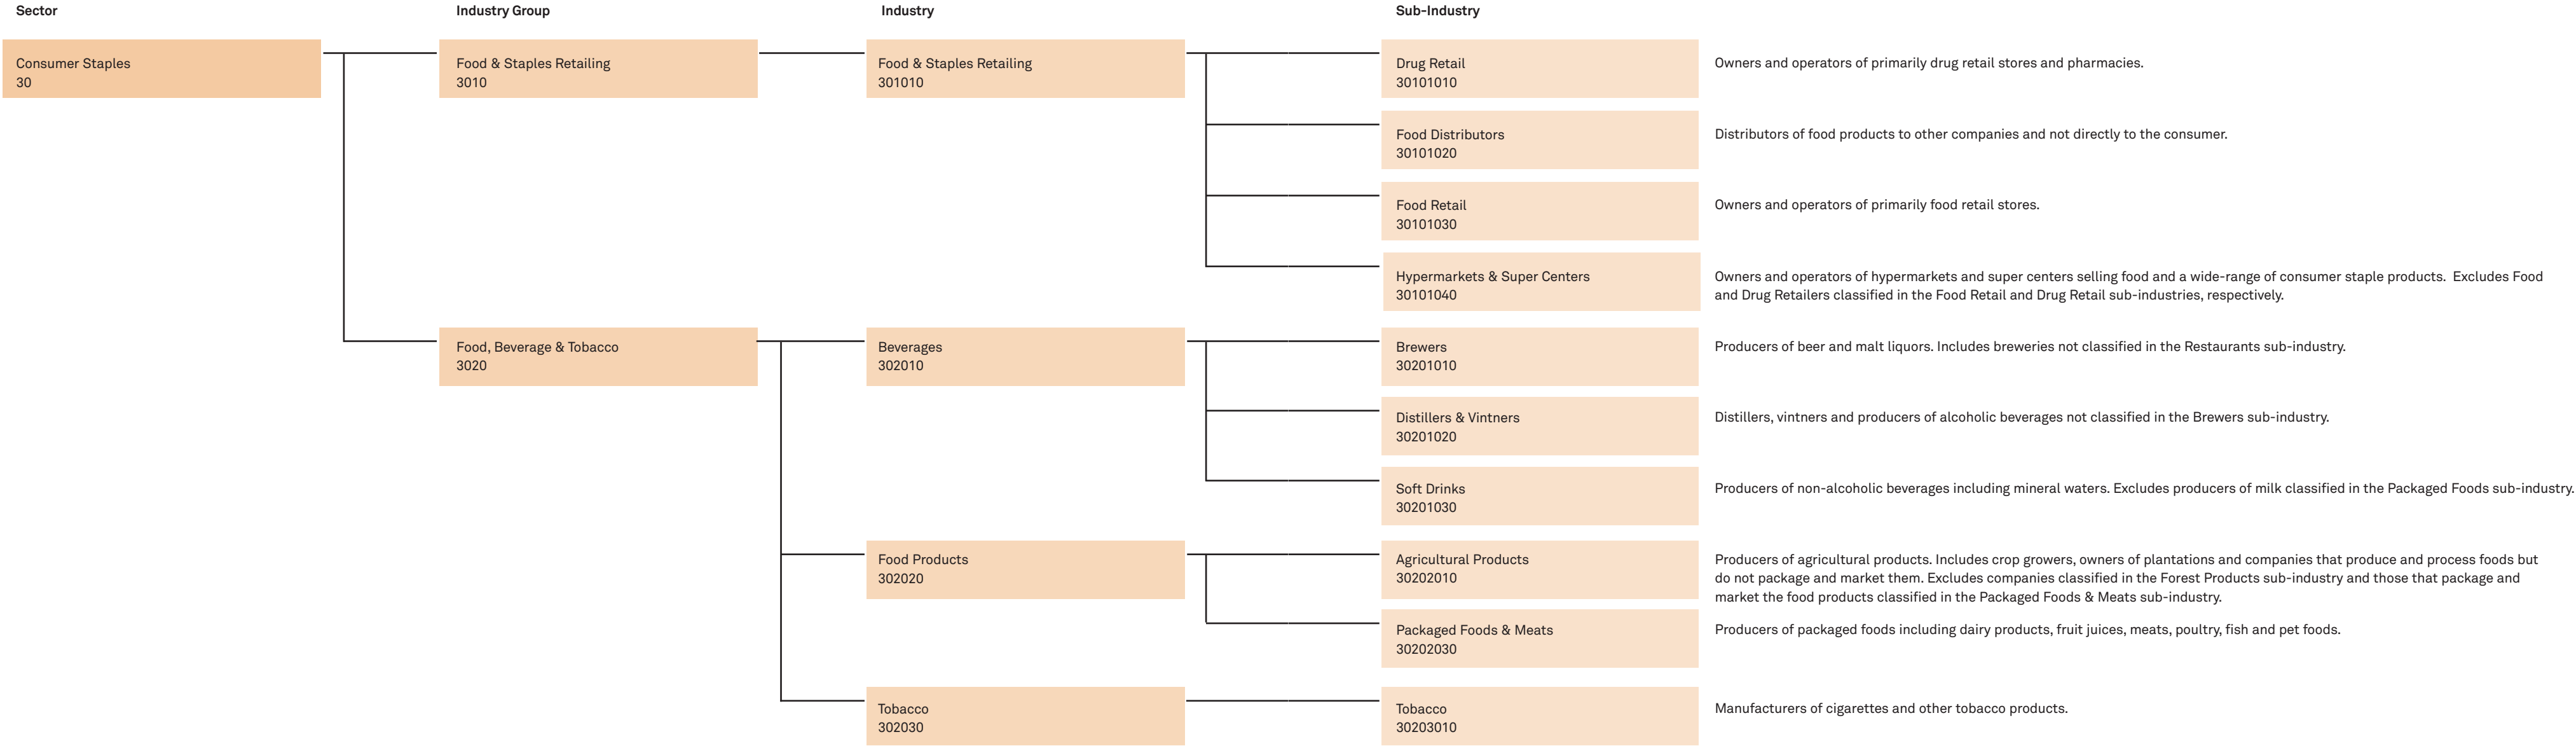 Sector
Industry Group
Industry
Sub-Industry
Consumer Staples
30
Food & Staples Retailing
3010
Food & Staples Retailing
301010
Drug Retail
30101010
Owners and operators of primarily drug retail stores and pharmacies.
Food Distributors
30101020
Distributors of food products to other companies and not directly to the consumer.
Food Retail
30101030
Owners and operators of primarily food retail stores.
Hypermarkets & Super Centers
30101040
Owners and operators of hypermarkets and super centers selling food and a wide-range of consumer staple products.  Excludes Food
and Drug Retailers classified in the Food Retail and Drug Retail sub-industries, respectively.
Food, Beverage & Tobacco
3020
Beverages
302010
Brewers
30201010
Producers of beer and malt liquors. Includes breweries not classified in the Restaurants sub-industry.
Distillers & Vintners
30201020
Distillers, vintners and producers of alcoholic beverages not classified in the Brewers sub-industry.
Soft Drinks
30201030
Producers of non-alcoholic beverages including mineral waters. Excludes producers of milk classified in the Packaged Foods sub-industry.
Food Products
302020
Agricultural Products
30202010
Producers of agricultural products. Includes crop growers, owners of plantations and companies that produce and process foods but
do not package and market them. Excludes companies classified in the Forest Products sub-industry and those that package and
market the food products classified in the Packaged Foods & Meats sub-industry.
Packaged Foods & Meats
30202030
Producers of packaged foods including dairy products, fruit juices, meats, poultry, fish and pet foods.
Tobacco
302030
Tobacco
30203010
Manufacturers of cigarettes and other tobacco products.